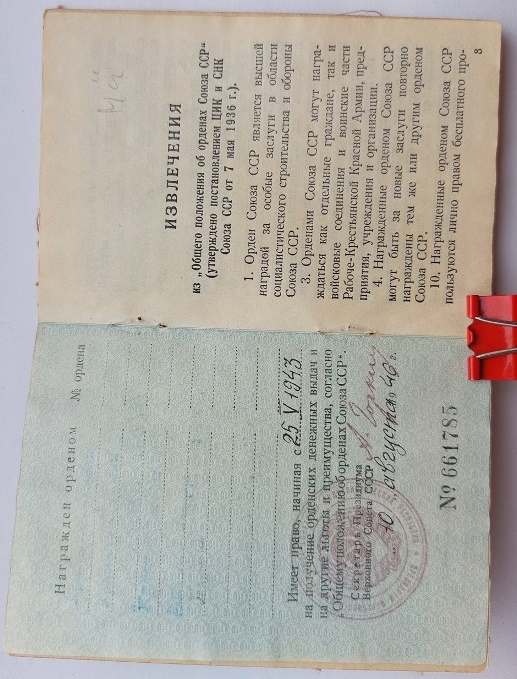 Награжден орденом № ордена
Имеет право, начиная с 25 V 1943
на получение орденских денежных выдач и
на другие льготы и преимущества, согласно
„Общему положению об орденах Союза ССР".
Секретарь Президиума
Верховного Совета СССР А. Горкин
„10" августа 1946 г.
№ 661785
ИЗВЛЕЧЕНИЯ
из „Общего положения об орденах Союза ССР“
(утверждено постановлением ЦИК и СНК
Союза ССР от 7 мая 1936 г.).
1. Орден Союза ССР является высшей
наградой за особые заслуги в области
социалистического строительства и обороны
Союза ССР.
3. Орденами Союза ССР могут награ-
ждаться как отдельные граждане, так и
войсковые соединения и воинские части
Рабоче-Крестьянской Красной Армии, пред-
приятия, учреждения и организации.
4. Награжденные орденом Союза ССР
могут быть за новые заслуги повторно
награждены тем же или другим орденом
Союза ССР.
10. Награжденные орденом Союза ССР
пользуются лично правом бесплатного про-
3